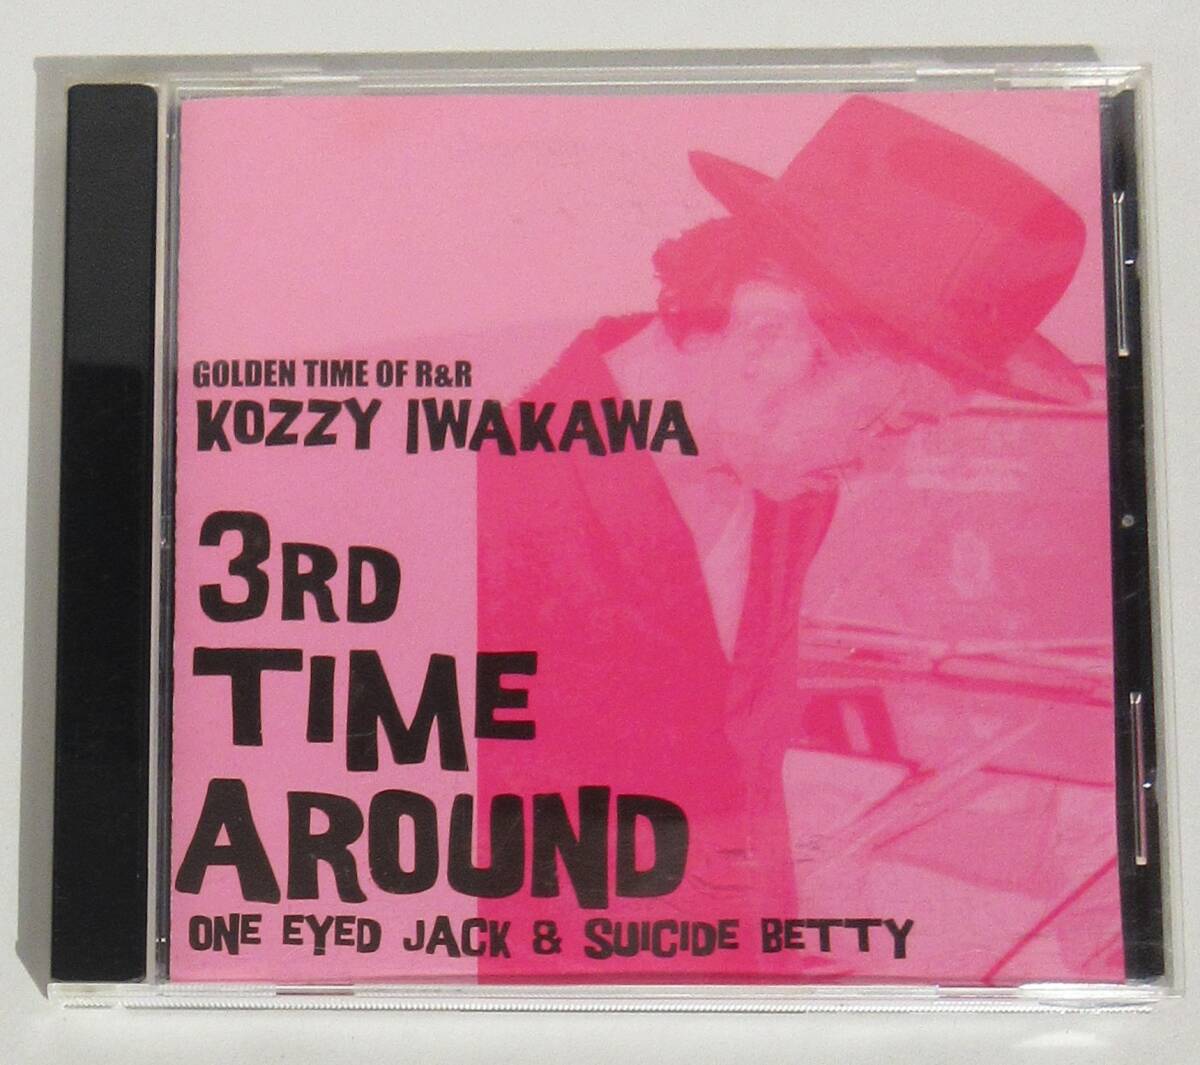 GOLDEN TIME OF R&R
KOZZY IWAKAWA
3RD
TIME
AROUND
ONE EYED JACK & SUICIDE BETTY